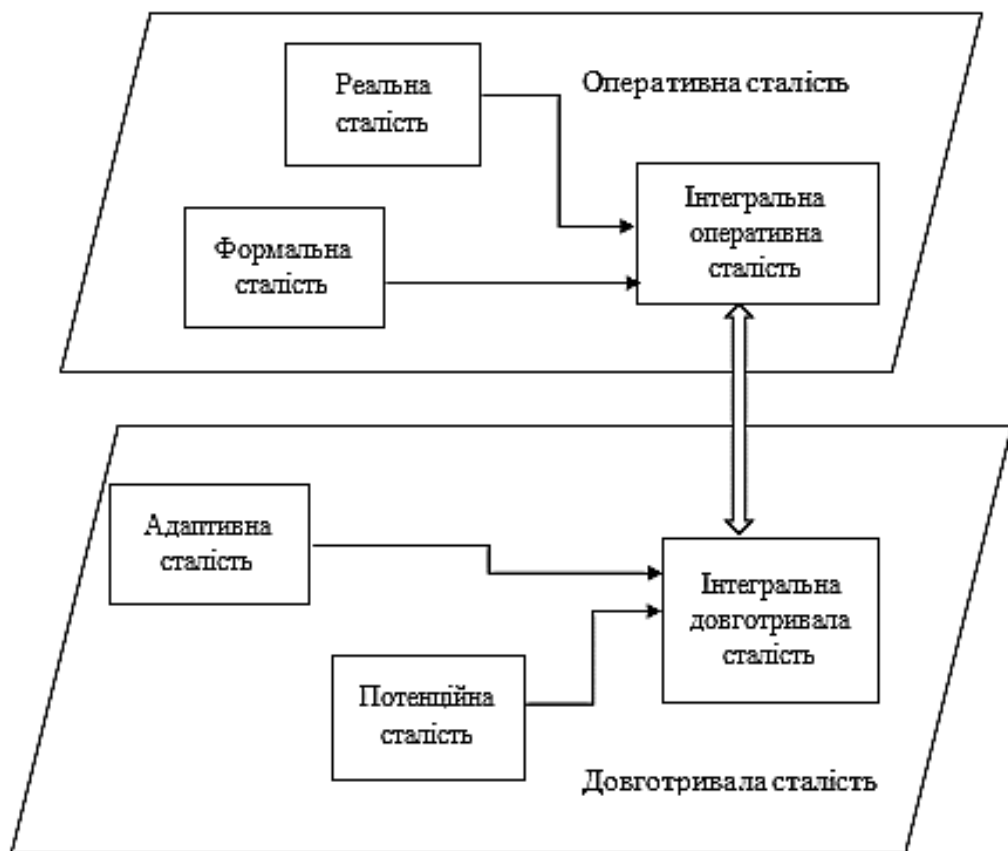 Реальна
сталість
Оперативна сталість
Інтегральна
оперативна
сталість
Формальна
сталість
Адаптивна
сталість
Інтегральна
довготривала
сталість
Потенційна
сталість
Довготривала сталість